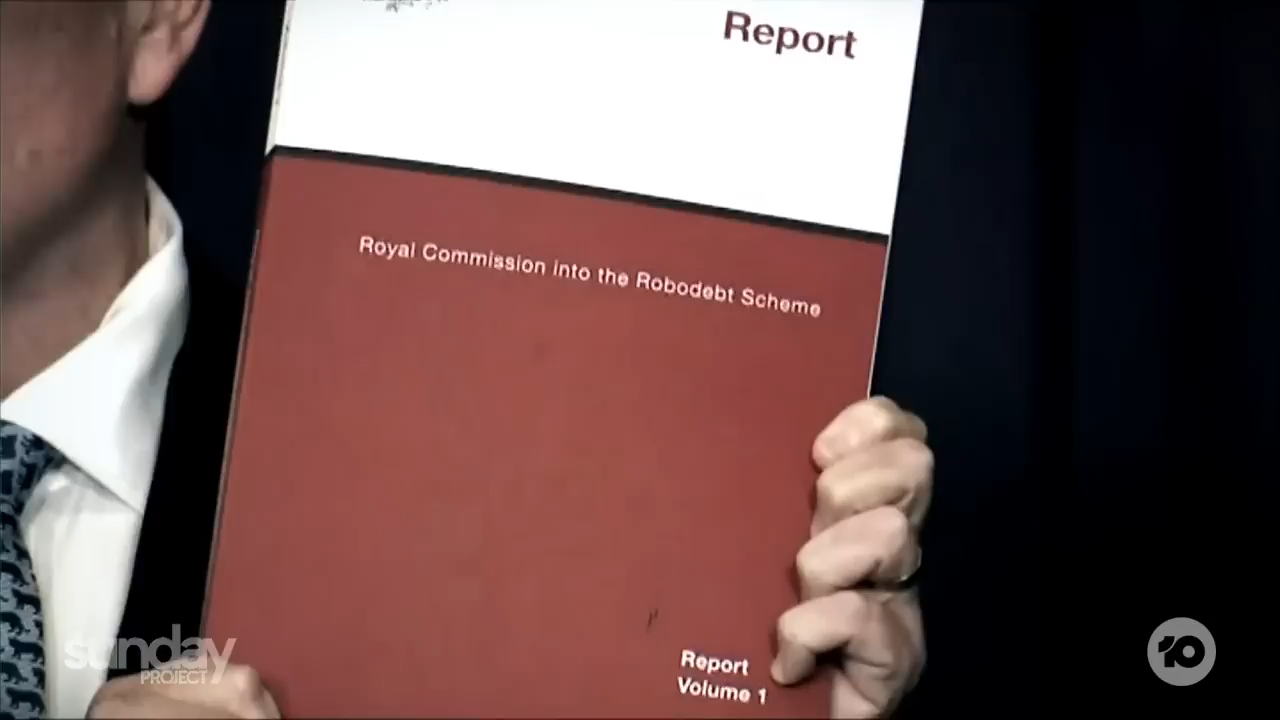 Report
Royal Commission into the Robodebt Scheme
Report
Volume 1
sunday
PROJECT
10